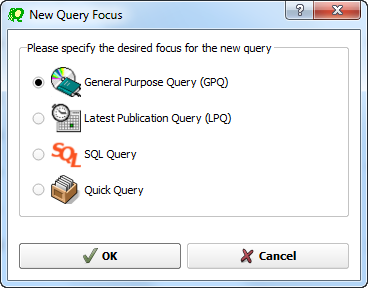 New Query Focus
?
Please specify the desired focus for the new query
General Purpose Query (GPQ)
Latest Publication Query (LPQ)
SQL
SQL Query
Quick Query
OK
Cancel